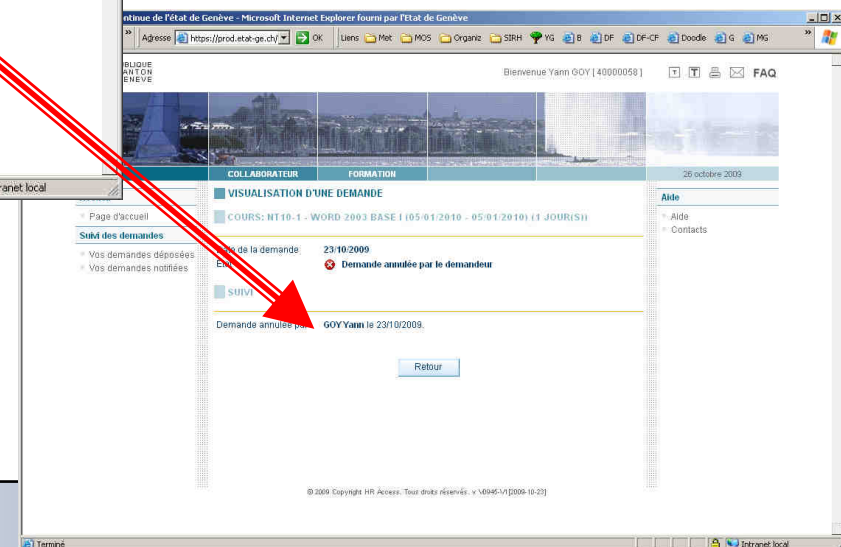 ntinue de l'état de Genève - Microsoft Internet Explorer fourni par l'Etat de Genève
» Adresse https://prod.etat-ge.ch/ OK Liens Met MOS Organiz SIRH YG B DF DF-CF Doodle G MG »
BLIQUE
ANTON
ENEVE
Bienvenue Yann GOY [ 40000058 ]
T T FAQ
COLLABORATEUR FORMATION 26 octobre 2009
ranet local
Page d'accueil
Suivi des demandes
Vos demandes déposées
Vos demandes notifiées
VISUALISATION D'UNE DEMANDE
COURS: NT10-1 - WORD 2003 BASE I (05/01/2010 - 05/01/2010) (1 JOUR(S))
de la demande 23/10/2009
Demande annulée par le demandeur
SUIVI
Demande annulée GOY Yann le 23/10/2009.
Retour
Aide
Aide
Contacts
© 2009 Copyright HR Access. Tous droits réservés.
Terminé
Intranet local